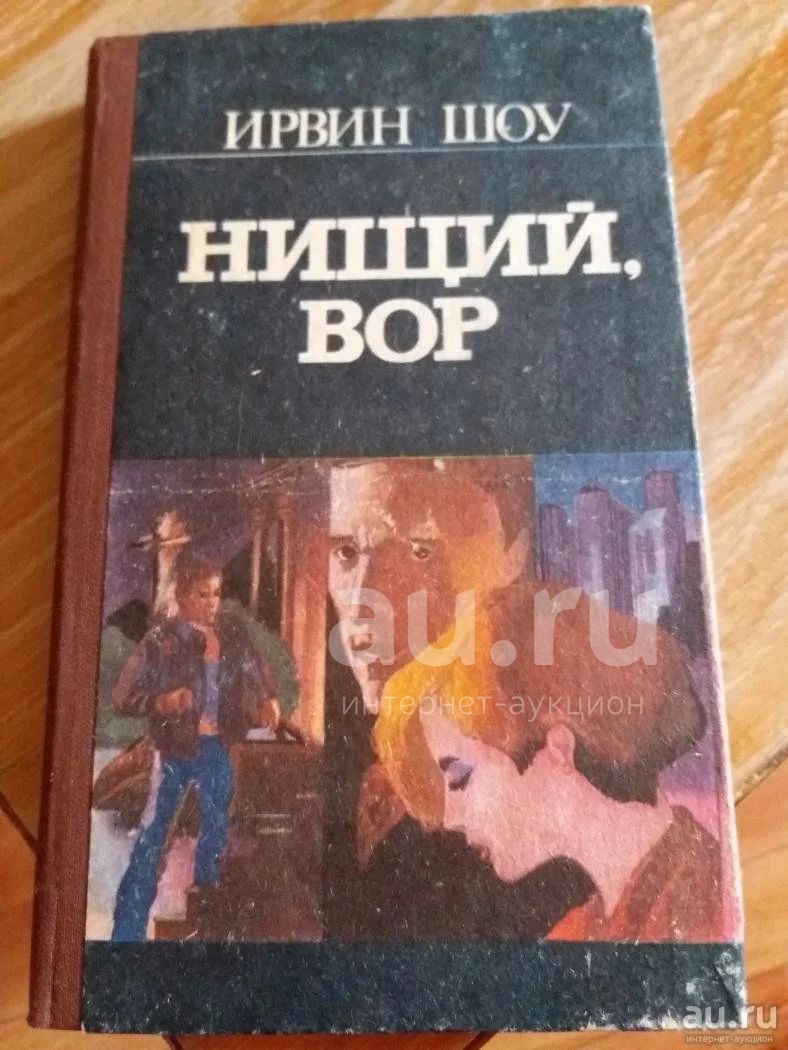 ИРВИН ШОУ
НИЩИЙ,
ВОР
au.ru
интернет-аукцион
au.ru
интернет-аукцион